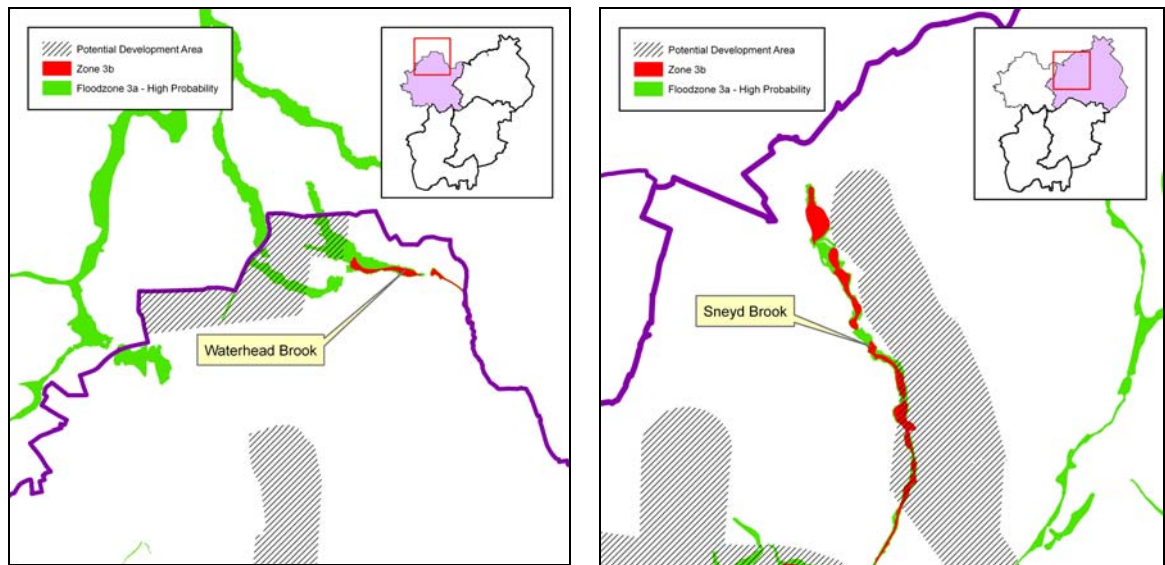 Potential Development Area
Zone 3b
Floodzone 3a - High Probability
Waterhead Brook
Potential Development Area
Zone 3b
Floodzone 3a - High Probability
Sneyd Brook